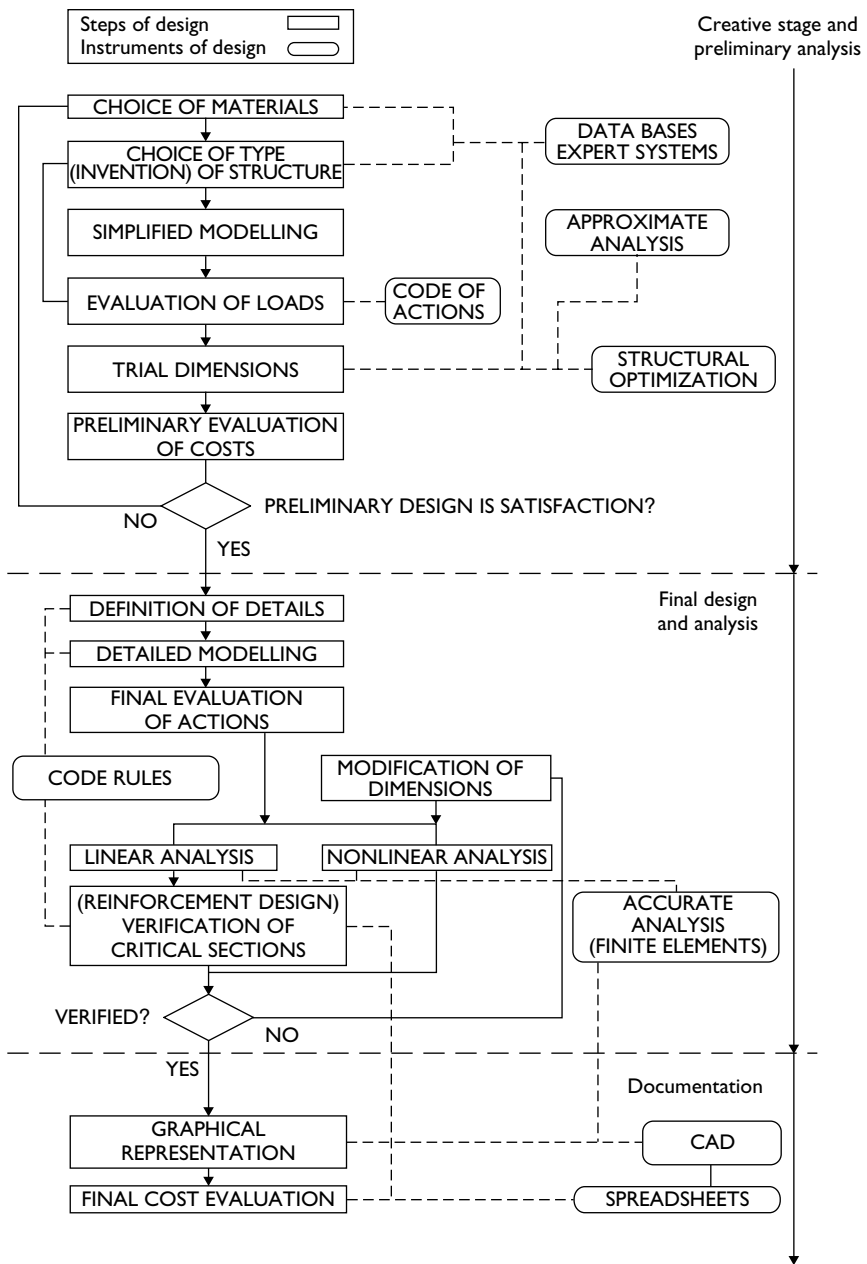 Steps of design
Instruments of design
Creative stage and
preliminary analysis
CHOICE OF MATERIALS
CHOICE OF TYPE
(INVENTION) OF STRUCTURE
DATA BASES
EXPERT SYSTEMS
SIMPLIFIED MODELLING
APPROXIMATE
ANALYSIS
EVALUATION OF LOADS
CODE OF
ACTIONS
TRIAL DIMENSIONS
STRUCTURAL
OPTIMIZATION
PRELIMINARY EVALUATION
OF COSTS
PRELIMINARY DESIGN IS SATISFACTION?
NO
YES
Final design
and analysis
DEFINITION OF DETAILS
DETAILED MODELLING
FINAL EVALUATION
OF ACTIONS
CODE RULES
MODIFICATION OF
DIMENSIONS
LINEAR ANALYSIS
NONLINEAR ANALYSIS
(REINFORCEMENT DESIGN)
VERIFICATION OF
CRITICAL SECTIONS
ACCURATE
ANALYSIS
(FINITE ELEMENTS)
VERIFIED?
NO
YES
Documentation
GRAPHICAL
REPRESENTATION
CAD
FINAL COST EVALUATION
SPREADSHEETS